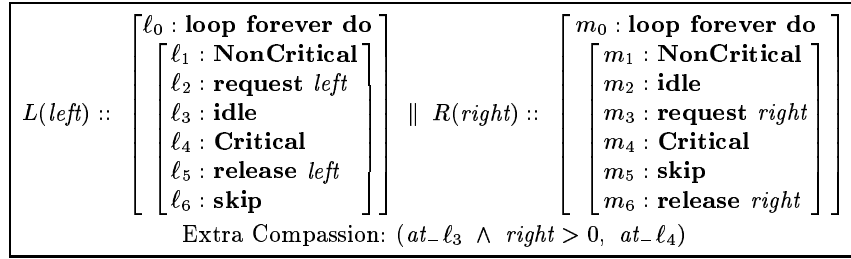 ℓ0 : loop forever do m0 : loop forever do
ℓ1 : NonCritical m1 : NonCritical
ℓ2 : request left m2 : idle
L(left) :: ℓ3 : idle ‖ R(right) :: m3 : request right
ℓ4 : Critical m4 : Critical
ℓ5 : release left m5 : skip
ℓ6 : skip m6 : release right
Extra Compassion: (at_ℓ3 ∧ right > 0, at_ℓ4)